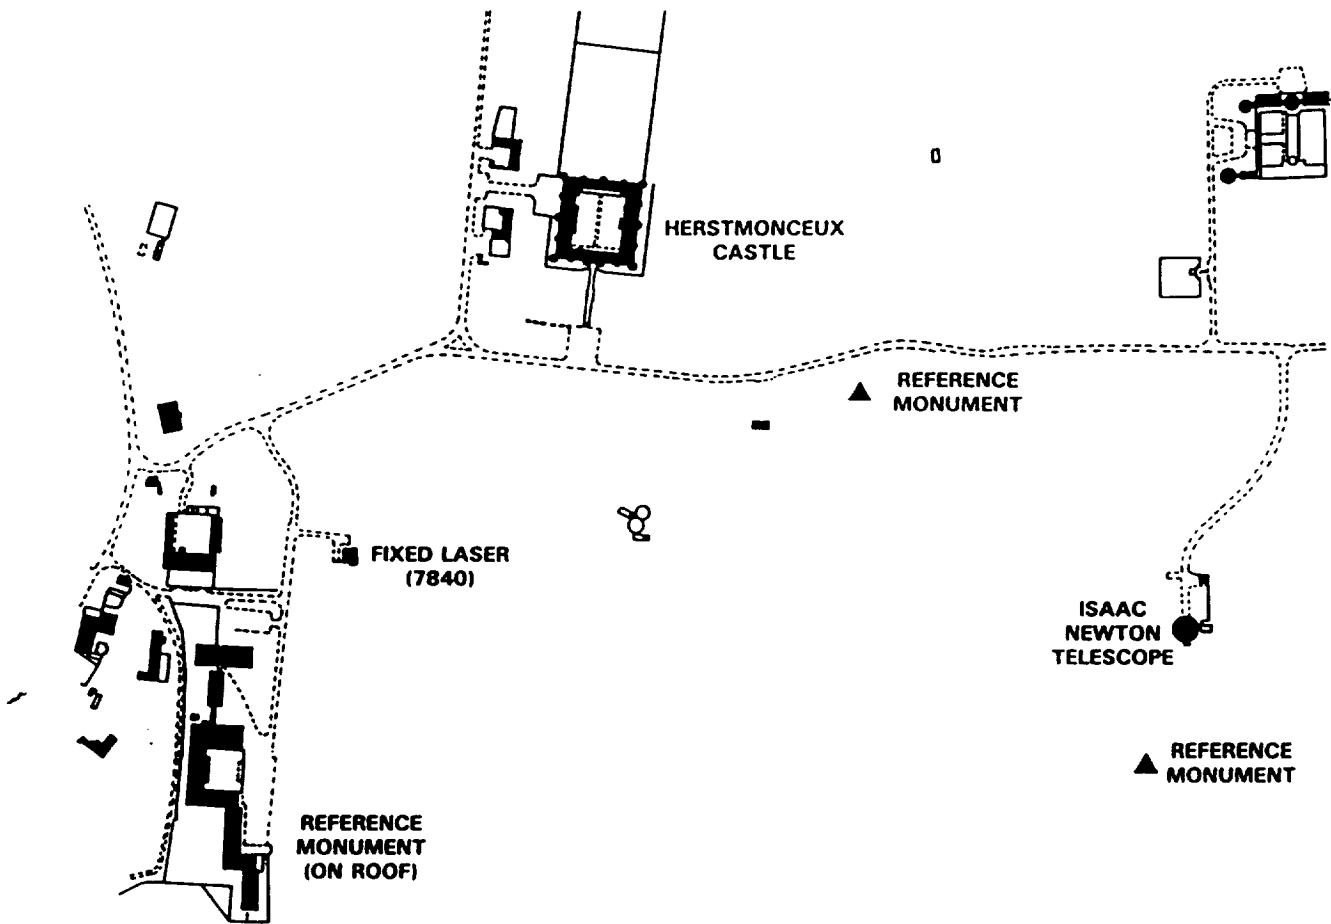 HERSTMONCEUX
CASTLE
REFERENCE
MONUMENT
FIXED LASER
(7840)
ISAAC
NEWTON
TELESCOPE
REFERENCE
MONUMENT
REFERENCE
MONUMENT
(ON ROOF)